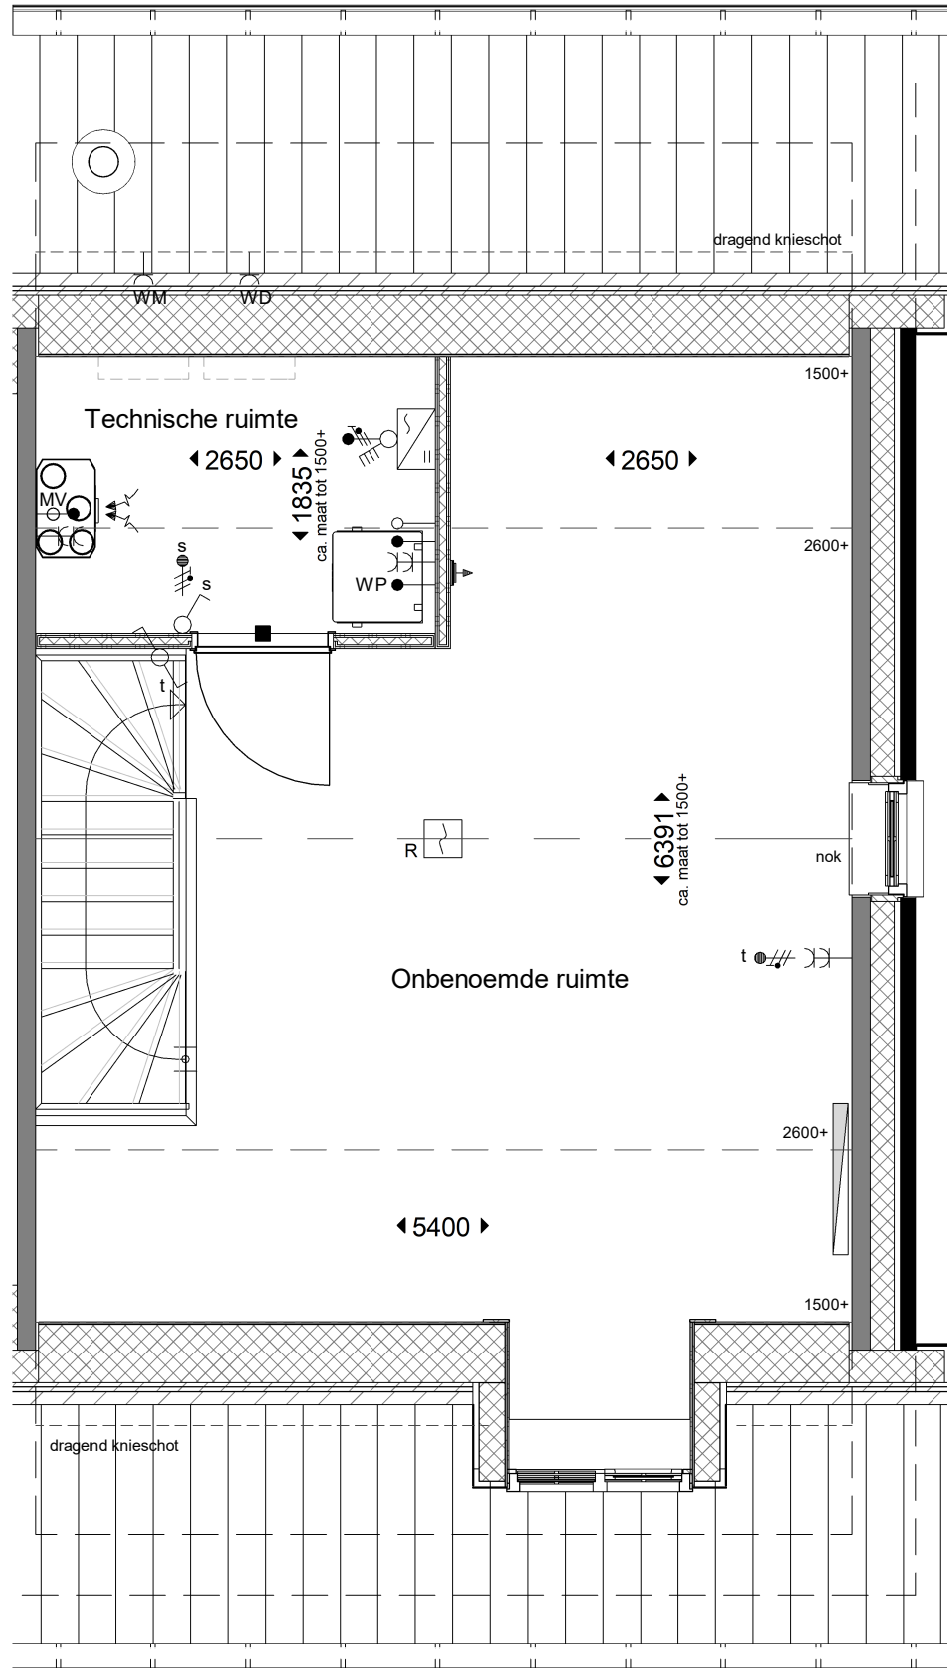 dragend knieschot
WM
WD
1500+
Technische ruimte
2650
1835
ca. maat tot 1500+
2650
MV
2600+
s
s
WP
t
R
6391
ca. maat tot 1500+
nok
t
Onbenoemde ruimte
2600+
5400
1500+
dragend knieschot